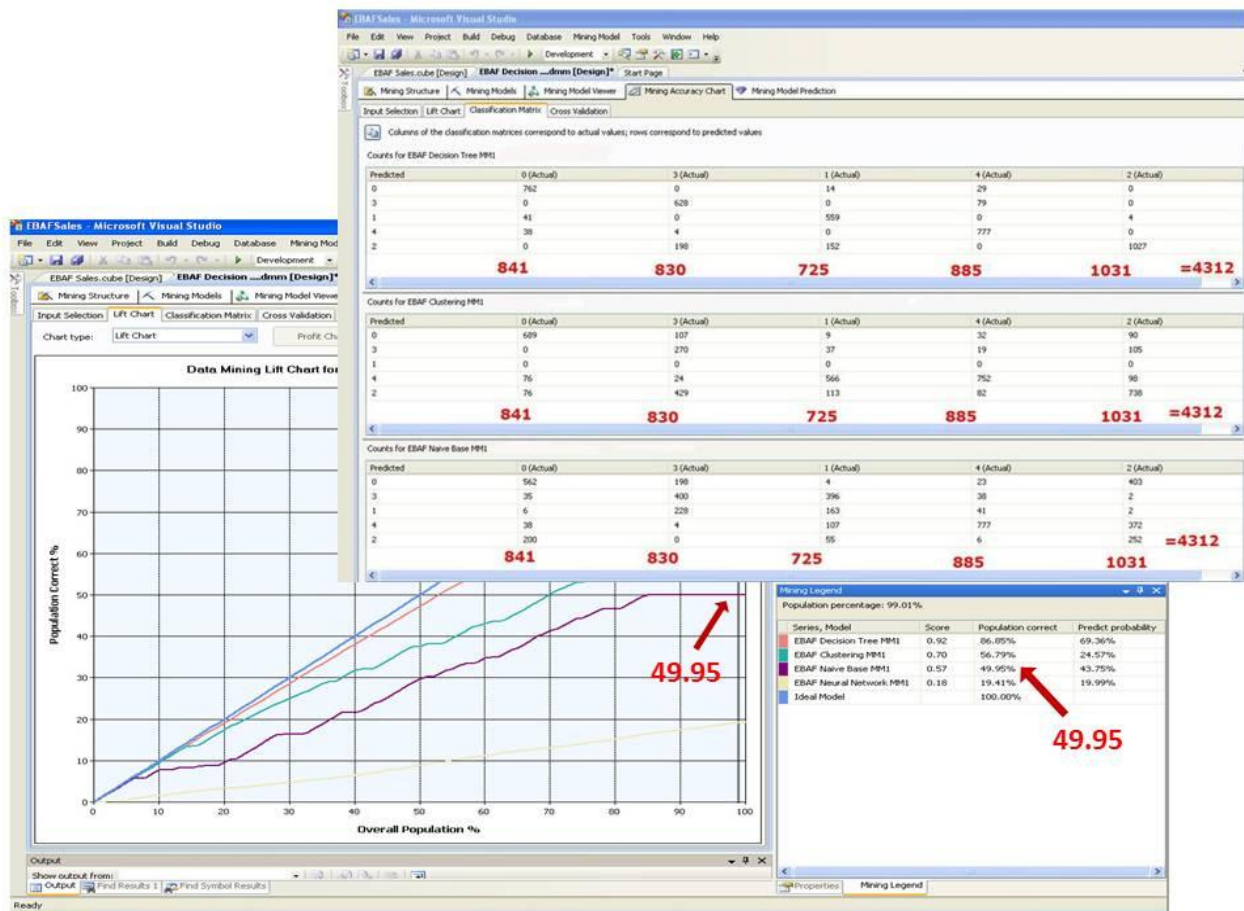 EBAFSales - Microsoft Visual Studio
File Edit View Project Build Debug Database Mining Model Tools Window Help
Development
EBAF Sales.cube [Design] EBAF Decision ....dmm [Design]* Start Page
Toolbox
Mining Structure Mining Models Mining Model Viewer Mining Accuracy Chart Mining Model Prediction
Input Selection Lift Chart Classification Matrix Cross Validation
Columns of the classification matrices correspond to actual values; rows correspond to predicted values
Counts for EBAF Decision Tree MM1
Predicted 0 (Actual) 3 (Actual) 1 (Actual) 4 (Actual) 2 (Actual)
0 762 0 14 29 0
3 0 628 0 79 0
1 41 0 559 0 4
4 38 4 0 777 0
2 0 198 152 0 1027
841 830 725 885 1031 =4312
Counts for EBAF Clustering MM1
Predicted 0 (Actual) 3 (Actual) 1 (Actual) 4 (Actual) 2 (Actual)
0 689 107 9 32 90
3 0 270 37 19 105
1 0 0 0 0 0
4 76 24 566 752 98
2 76 429 113 82 738
841 830 725 885 1031 =4312
Counts for EBAF Naive Base MM1
Predicted 0 (Actual) 3 (Actual) 1 (Actual) 4 (Actual) 2 (Actual)
0 562 198 4 23 403
3 35 400 396 38 2
1 6 228 163 41 2
4 38 4 107 777 372
2 200 0 55 6 252
=4312
841 830 725 885 1031
EBAFSales - Microsoft Visual Studio
File Edit View Project Build Debug Database Mining Mod
Development
EBAF Sales.cube [Design] EBAF Decision ....dmm [Design]*
Toolbox
Mining Structure Mining Models Mining Model Viewer
Input Selection Lift Chart Classification Matrix Cross Validation
Chart type: Lift Chart Profit Cha
Data Mining Lift Chart for
100
90
80
70
60
50
40
30
20
10
0
Population Correct %
0 10 20 30 40 50 60 70 80 90 100
Overall Population %
49.95
Mining Legend
Population percentage: 99.01%
Series, Model Score Population correct Predict probability
EBAF Decision Tree MM1 0.92 86.85% 69.36%
EBAF Clustering MM1 0.70 56.79% 24.57%
EBAF Naive Base MM1 0.57 49.95% 43.75%
EBAF Neural Network MM1 0.18 19.41% 19.99%
Ideal Model 100.00%
49.95
Output
Show output from:
Output Find Results 1 Find Symbol Results
Properties Mining Legend
Ready